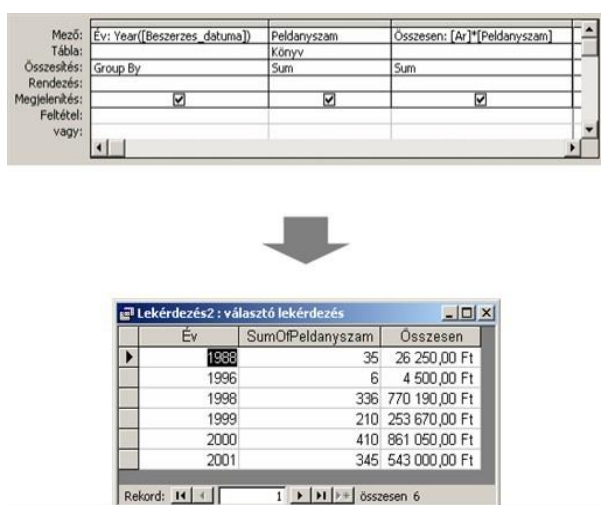 Mező: Év: Year([Beszerzes_datuma]) Peldanyszam Összesen: [Ar]*[Peldanyszam]
Tábla: Könyv
Összesítés: Group By Sum Sum
Rendezés:
Megjelenítés:
Feltétel:
vagy:
Lekérdezés2 : választó lekérdezés
Év SumOfPeldanyszam Összesen
1988 35 26 250,00 Ft
1996 6 4 500,00 Ft
1998 336 770 190,00 Ft
1999 210 253 670,00 Ft
2000 410 861 050,00 Ft
2001 345 543 000,00 Ft
Rekord: 1 összesen 6